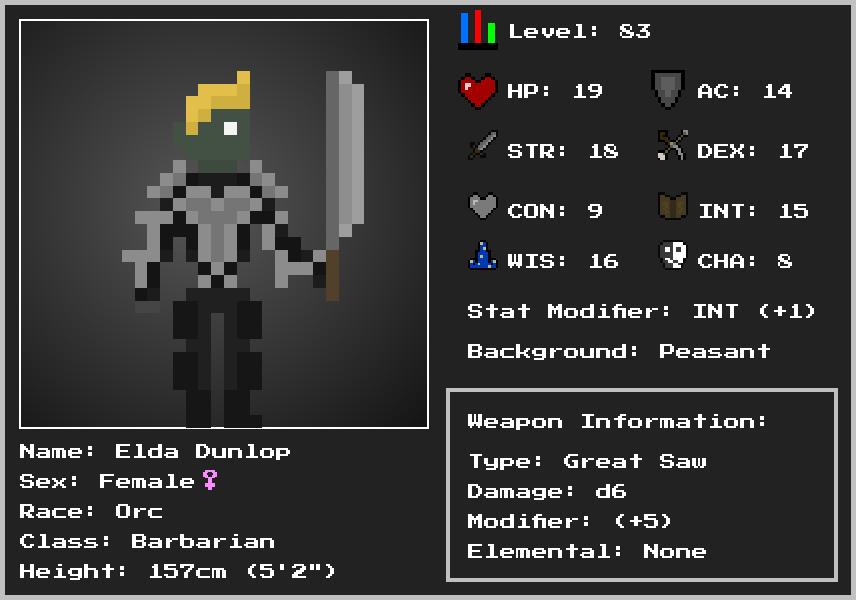 Level: 83
HP: 19 AC: 14
STR: 18 DEX: 17
CON: 9 INT: 15
WIS: 16 CHA: 8
Stat Modifier: INT (+1)
Background: Peasant
Weapon Information:
Type: Great Saw
Damage: d6
Modifier: (+5)
Elemental: None
Name: Elda Dunlop
Sex: Female♀
Race: Orc
Class: Barbarian
Height: 157cm (5'2")